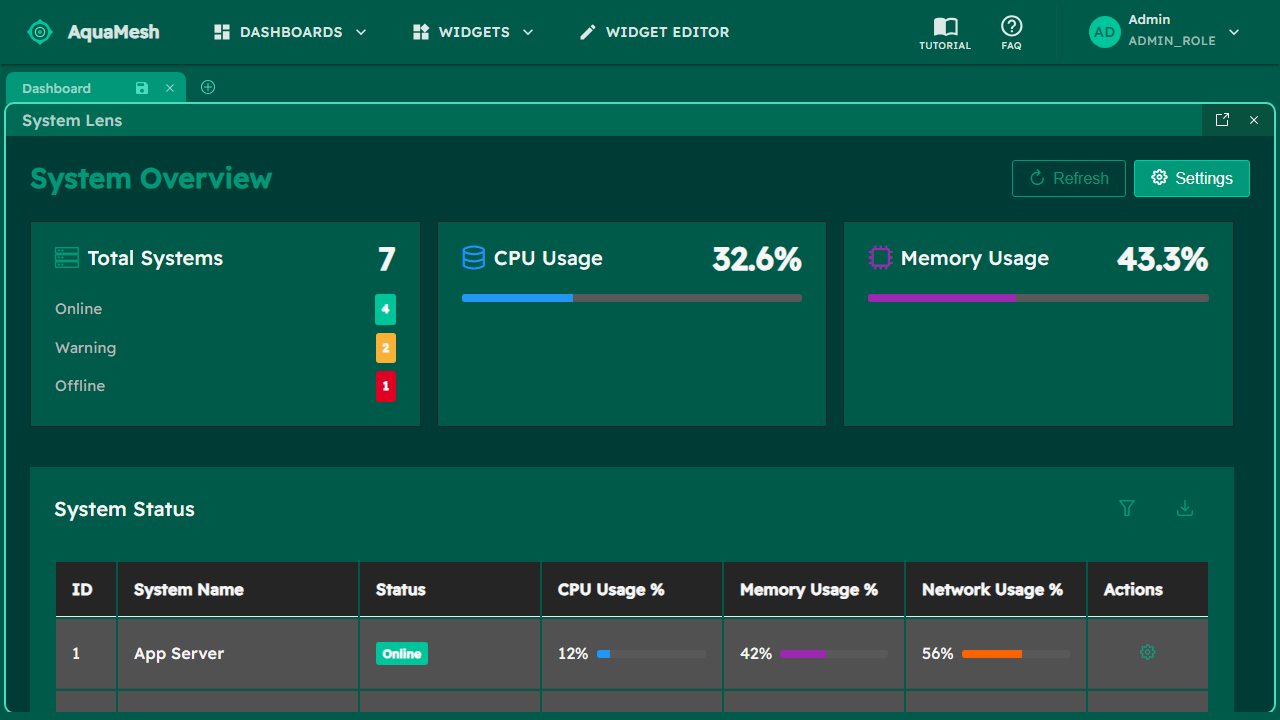 AquaMesh
DASHBOARDS
WIDGETS
WIDGET EDITOR
TUTORIAL
FAQ
AD
Admin
ADMIN_ROLE
Dashboard
System Lens
System Overview
Refresh
Settings
Total Systems
7
Online
4
Warning
2
Offline
1
CPU Usage
32.6%
Memory Usage
43.3%
System Status
ID System Name Status CPU Usage % Memory Usage % Network Usage % Actions
1 App Server Online 12% 42% 56%